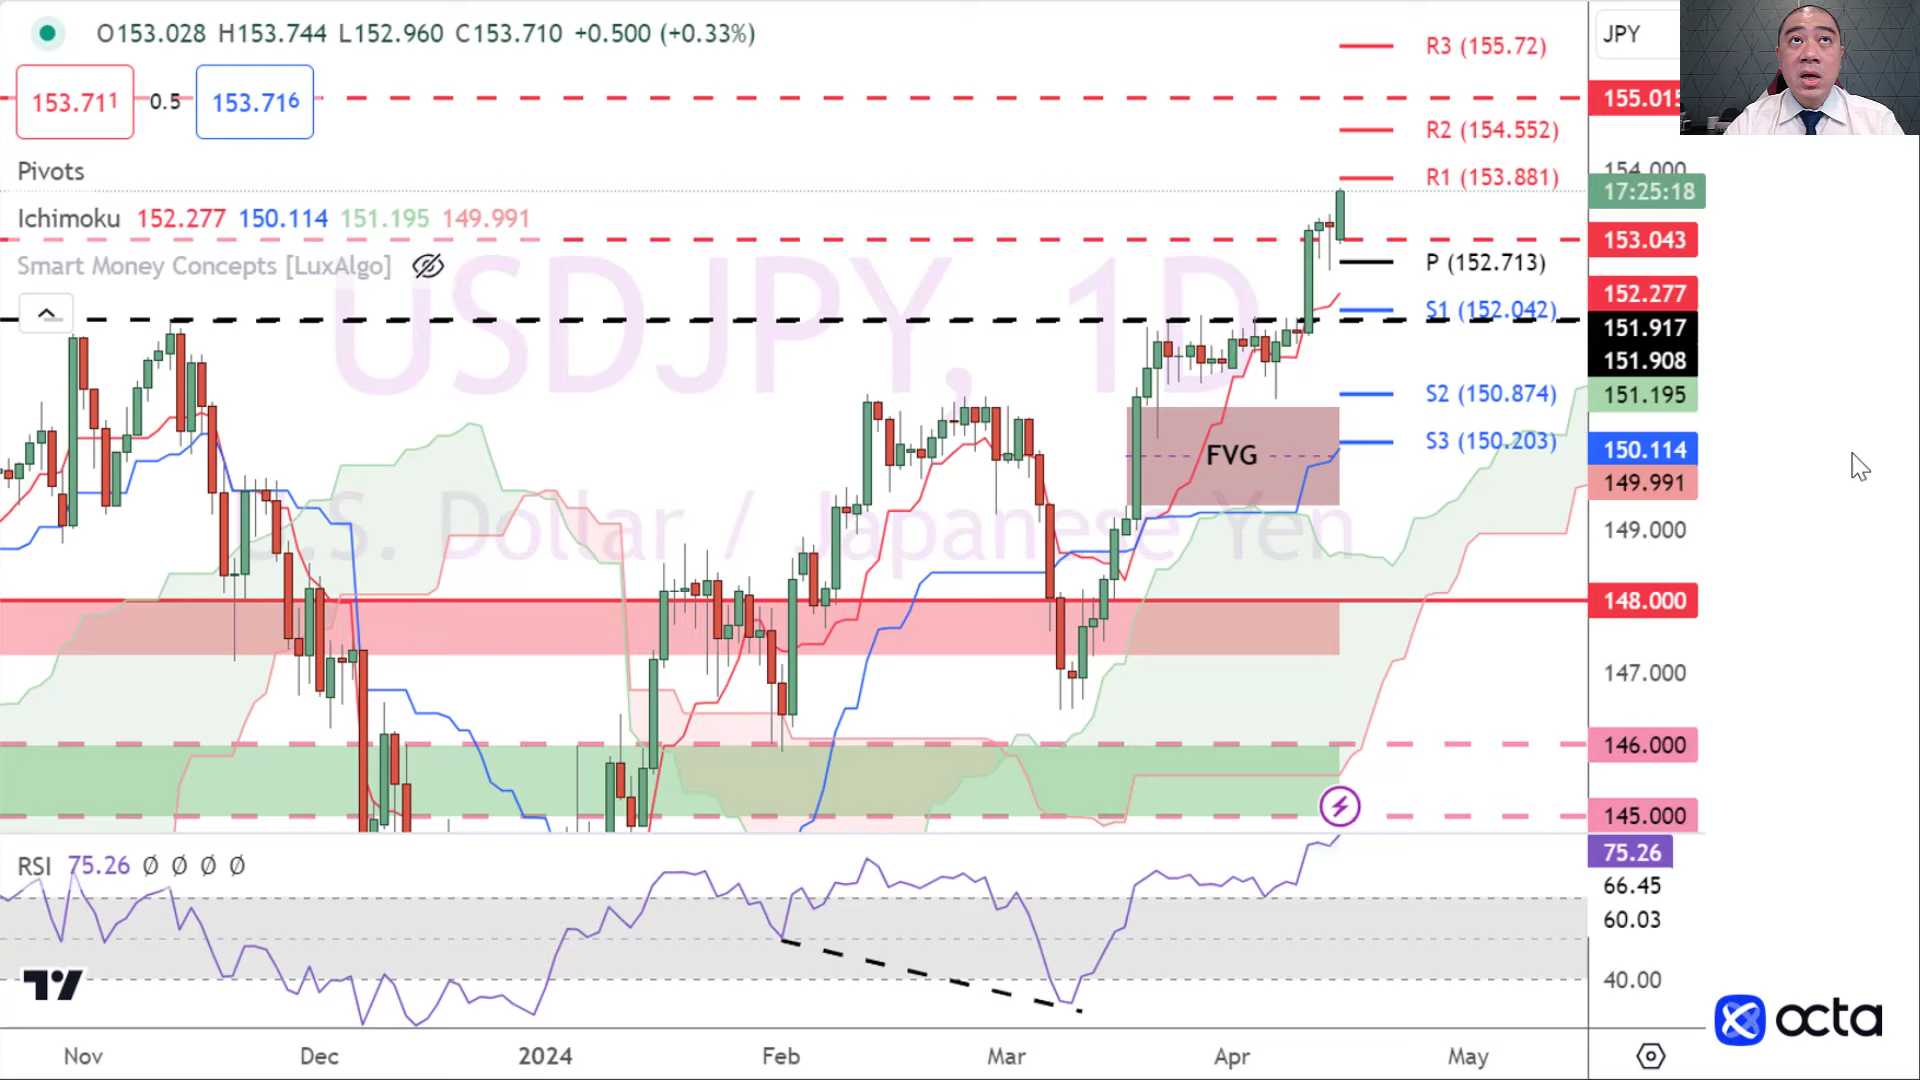 O153.028 H153.744 L152.960 C153.710 +0.500 (+0.33%)
153.711 0.5 153.716
Pivots
Ichimoku 152.277 150.114 151.195 149.991
Smart Money Concepts [LuxAlgo]
USDJPY, 1D
U.S. Dollar / Japanese Yen
R3 (155.72)
R2 (154.552)
R1 (153.881)
P (152.713)
S1 (152.042)
S2 (150.874)
S3 (150.203)
FVG
JPY
155.015
154.000
17:25:18
153.043
152.277
151.917
151.908
151.195
150.114
149.991
149.000
148.000
147.000
146.000
145.000
RSI 75.26 Ø Ø Ø Ø
75.26
66.45
60.03
40.00
Nov Dec 2024 Feb Mar Apr May
octa